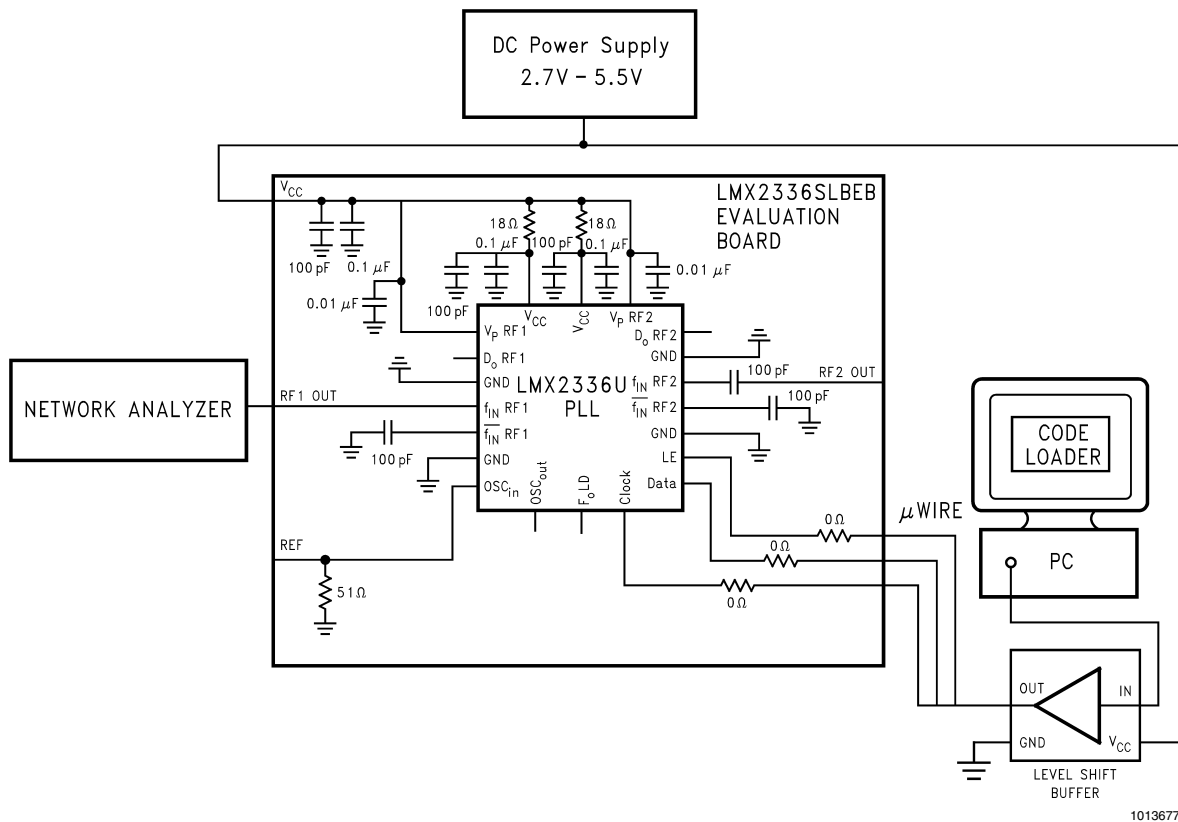 DC Power Supply
2.7V – 5.5V
LMX2336SLBEB
EVALUATION
BOARD
VCC
18Ω
18Ω
0.1 μF
100 pF
0.1 μF
100 pF
0.1 μF
0.01 μF
0.01 μF
100 pF
VP RF1
VCC
VCC
VP RF2
Do RF2
GND
Do RF1
GND
LMX2336U
PLL
fIN RF2
100 pF
RF2 OUT
NETWORK ANALYZER
RF1 OUT
fIN RF1
fIN RF2
100 pF
fIN RF1
100 pF
GND
GND
LE
OSCin
OSCout
FoLD
Clock
Data
CODE
LOADER
μWIRE
0Ω
0Ω
0Ω
PC
REF
51Ω
OUT
IN
GND
VCC
LEVEL SHIFT
BUFFER
1013677